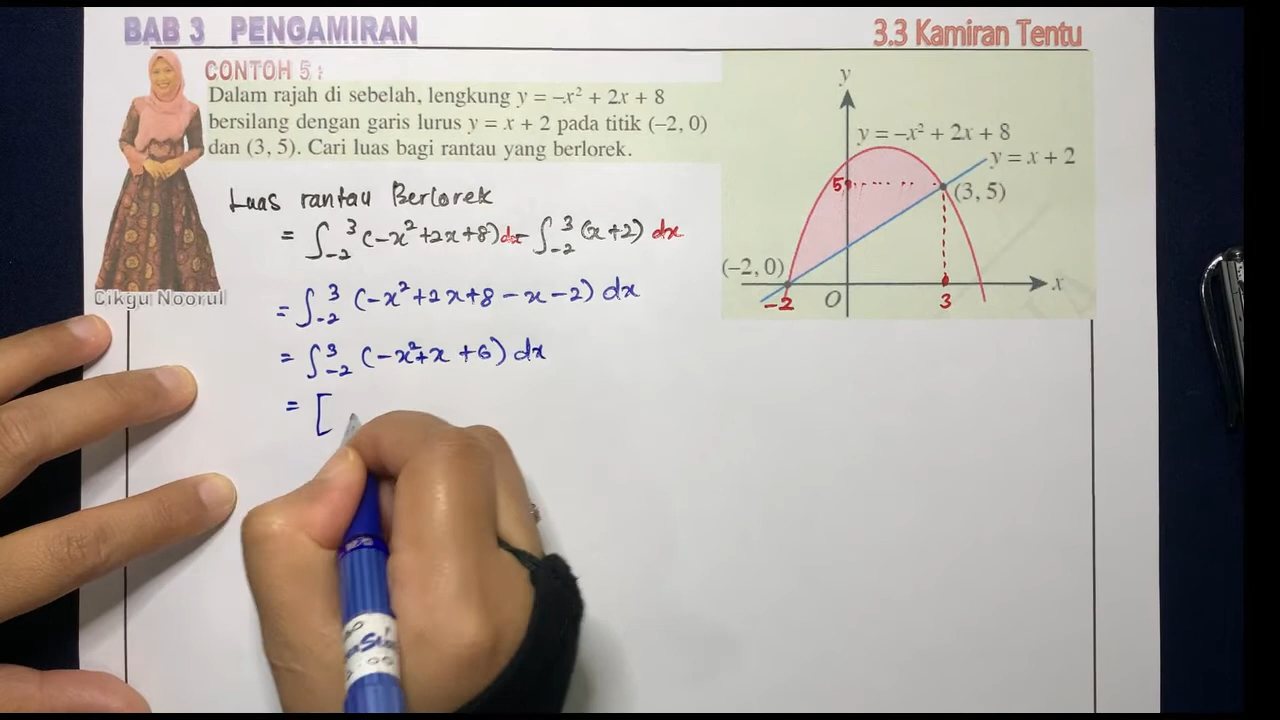 BAB 3 PENGAMIRAN
3.3 Kamiran Tentu
CONTOH 5 :
Dalam rajah di sebelah, lengkung y = –x² + 2x + 8
bersilang dengan garis lurus y = x + 2 pada titik (–2, 0)
dan (3, 5). Cari luas bagi rantau yang berlorek.
Cikgu Noorul
y
y = –x² + 2x + 8
y = x + 2
5
(3, 5)
(–2, 0)
–2
O
3
x
Luas rantau Berlorek
= ∫₋₂³ (–x²+2x+8)dx – ∫₋₂³ (x+2) dx
= ∫₋₂³ (–x²+2x+8–x–2) dx
= ∫₋₂³ (–x²+x+6) dx
= [